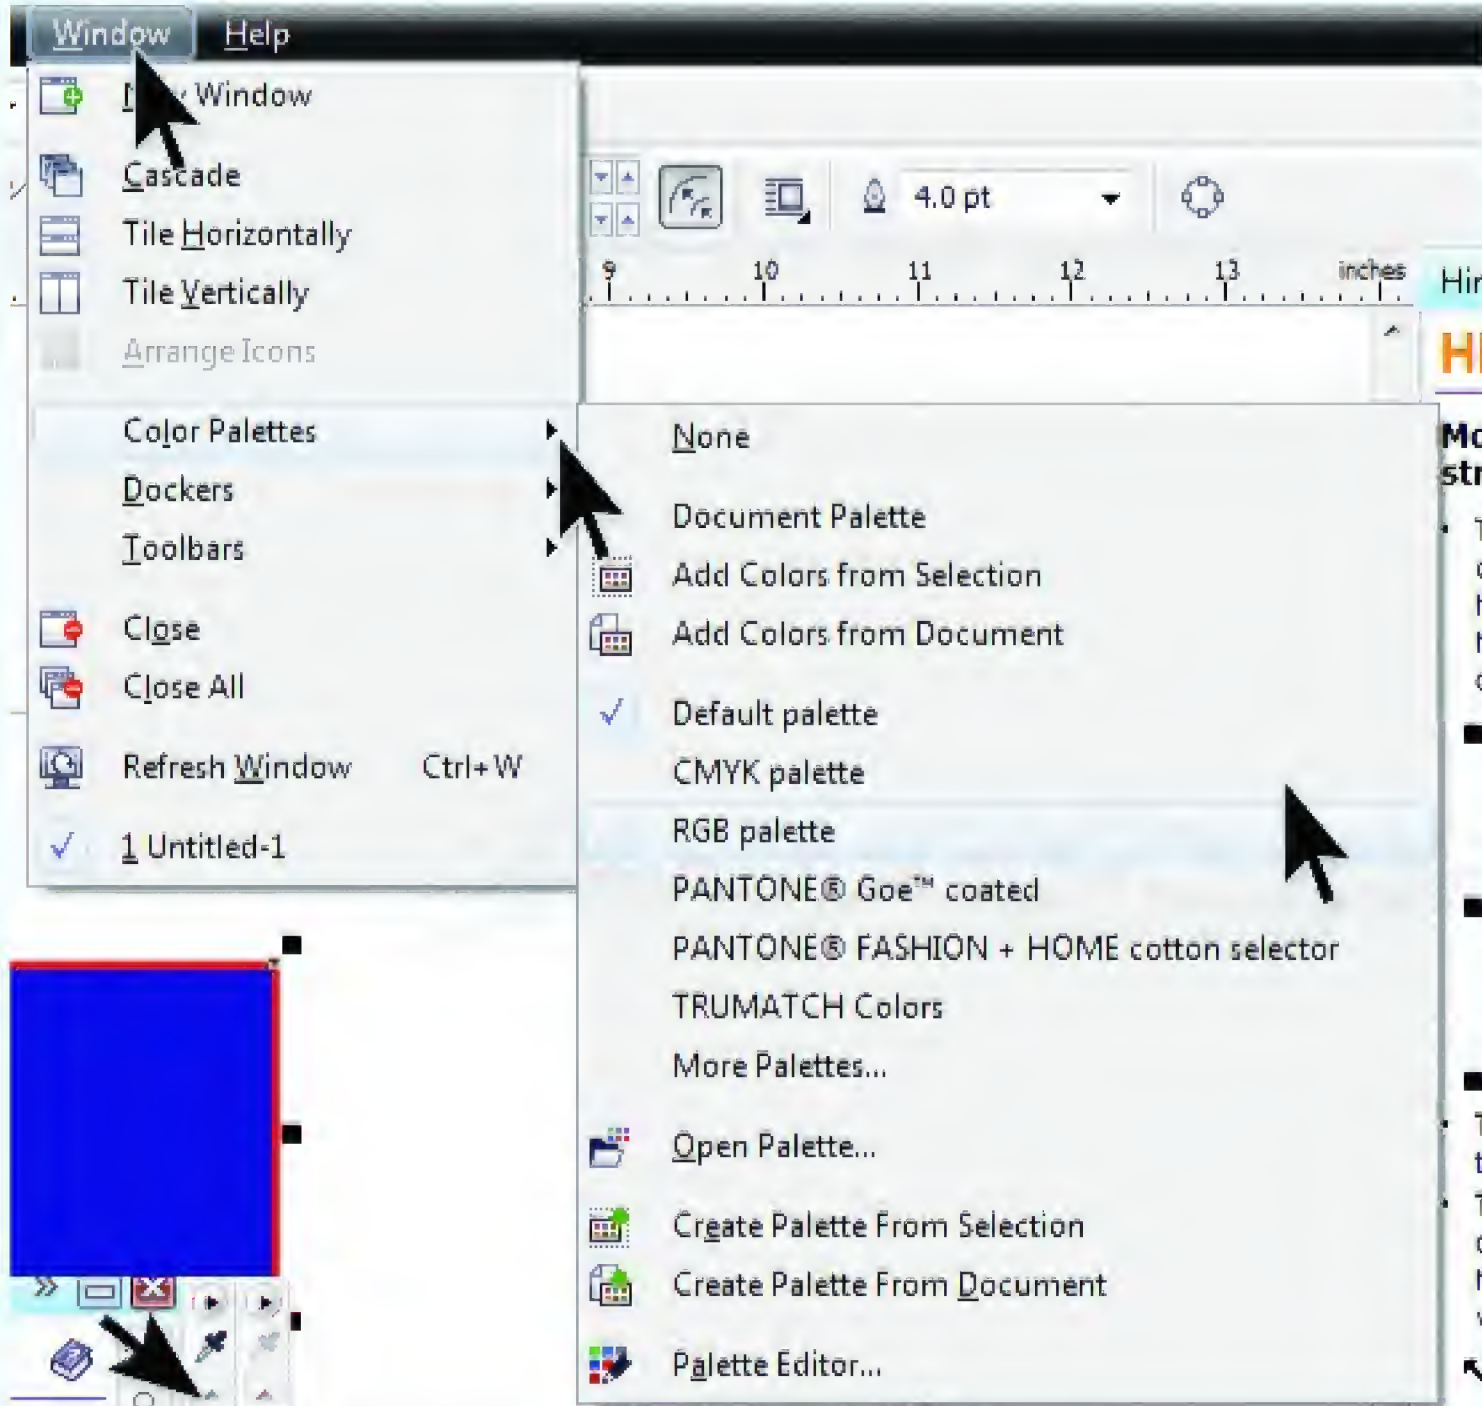 Window Help
New Window
Cascade
Tile Horizontally
Tile Vertically
Arrange Icons
Color Palettes
Dockers
Toolbars
Close
Close All
Refresh Window Ctrl+W
1 Untitled-1
4.0 pt
9 10 11 12 13 inches
None
Document Palette
Add Colors from Selection
Add Colors from Document
Default palette
CMYK palette
RGB palette
PANTONE® Goe™ coated
PANTONE® FASHION + HOME cotton selector
TRUMATCH Colors
More Palettes...
Open Palette...
Create Palette From Selection
Create Palette From Document
Palette Editor...